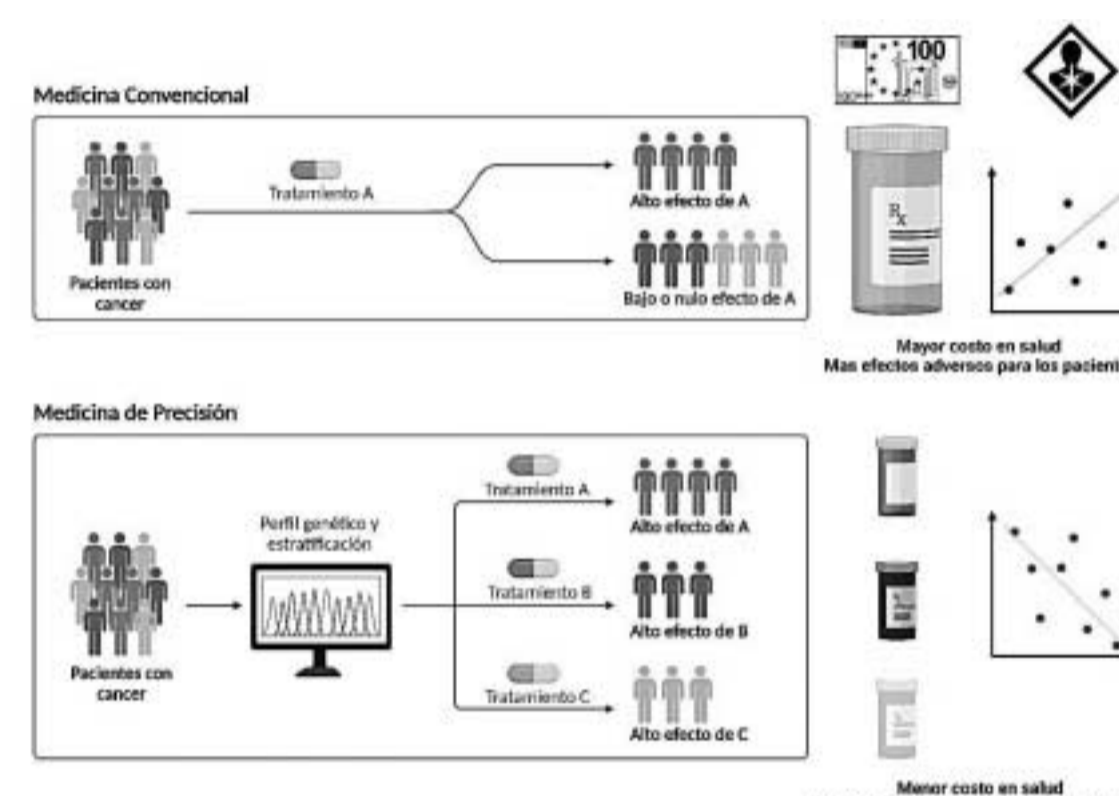 Medicina Convencional
100
Tratamiento A
Alto efecto de A
Rx
Pacientes con
cancer
Bajo o nulo efecto de A
Mayor costo en salud
Mas efectos adversos para los
Medicina de Precisión
Tratamiento A
Perfil genético y
estratificación
Alto efecto de A
Tratamiento B
Alto efecto de B
Pacientes con
cancer
Tratamiento C
Alto efecto de C
Menor costo en salud